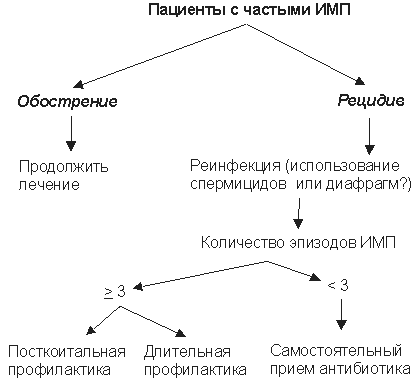 Пациенты с частыми ИМП
Обострение
Рецидив
Продолжить
лечение
Реинфекция (использование
спермицидов или диафрагм?)
Количество эпизодов ИМП
≥ 3
< 3
Посткоитальная
профилактика
Длительная
профилактика
Самостоятельный
прием антибиотика